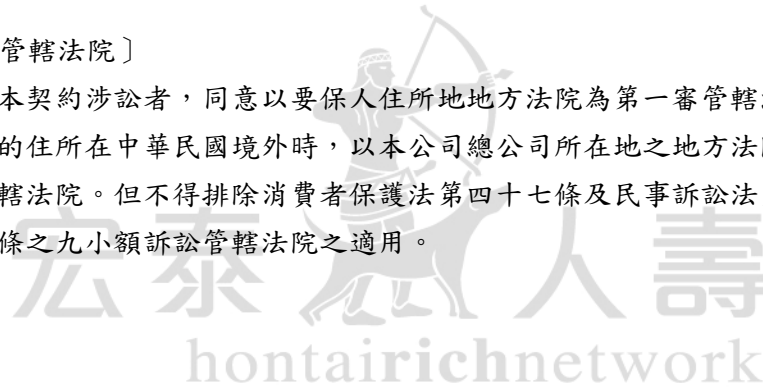 管轄法院〕
本契約涉訟者，同意以要保人住所地地方法院為第一審管轄
的住所在中華民國境外時，以本公司總公司所在地之地方法
轄法院。但不得排除消費者保護法第四十七條及民事訴訟法
條之九小額訴訟管轄法院之適用。
宏泰人壽
hontairichnetwork